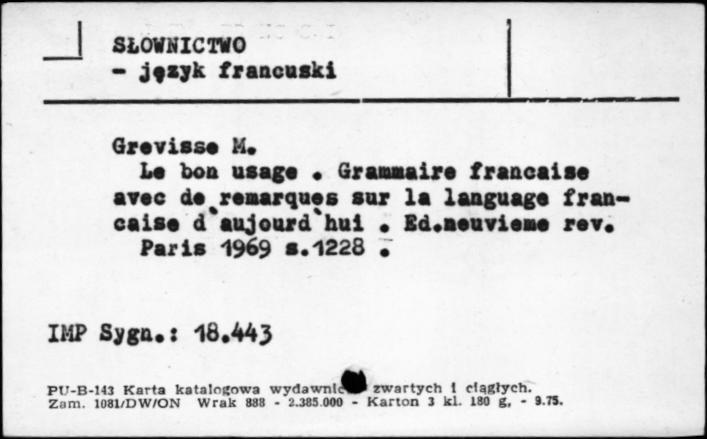 SŁOWNICTWO
- język francuski
Grevisse M.
Le bon usage . Grammaire francaise
avec de remarques sur la language fran-
caise d`aujourd`hui . Ed.neuvieme rev.
Paris 1969 s.1228 .
IMP Sygn.: 18.443
PU-B-143 Karta katalogowa wydawnic zwartych i ciągłych.
Zam. 1081/DW/ON Wrak 888 - 2.385.000 - Karton 3 kl. 180 g. - 9.75.